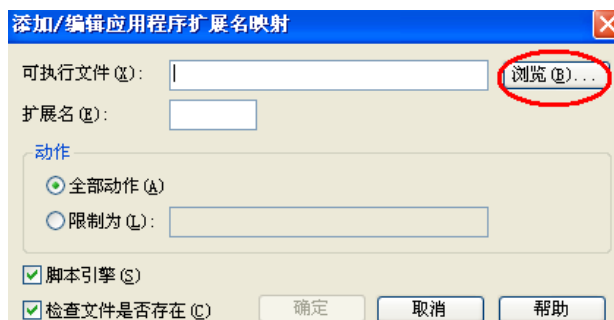 添加/编辑应用程序扩展名映射
可执行文件(X): 浏览(B)...
扩展名(E):
动作
全部动作(A)
限制为(L):
脚本引擎(S)
检查文件是否存在(C) 确定 取消 帮助